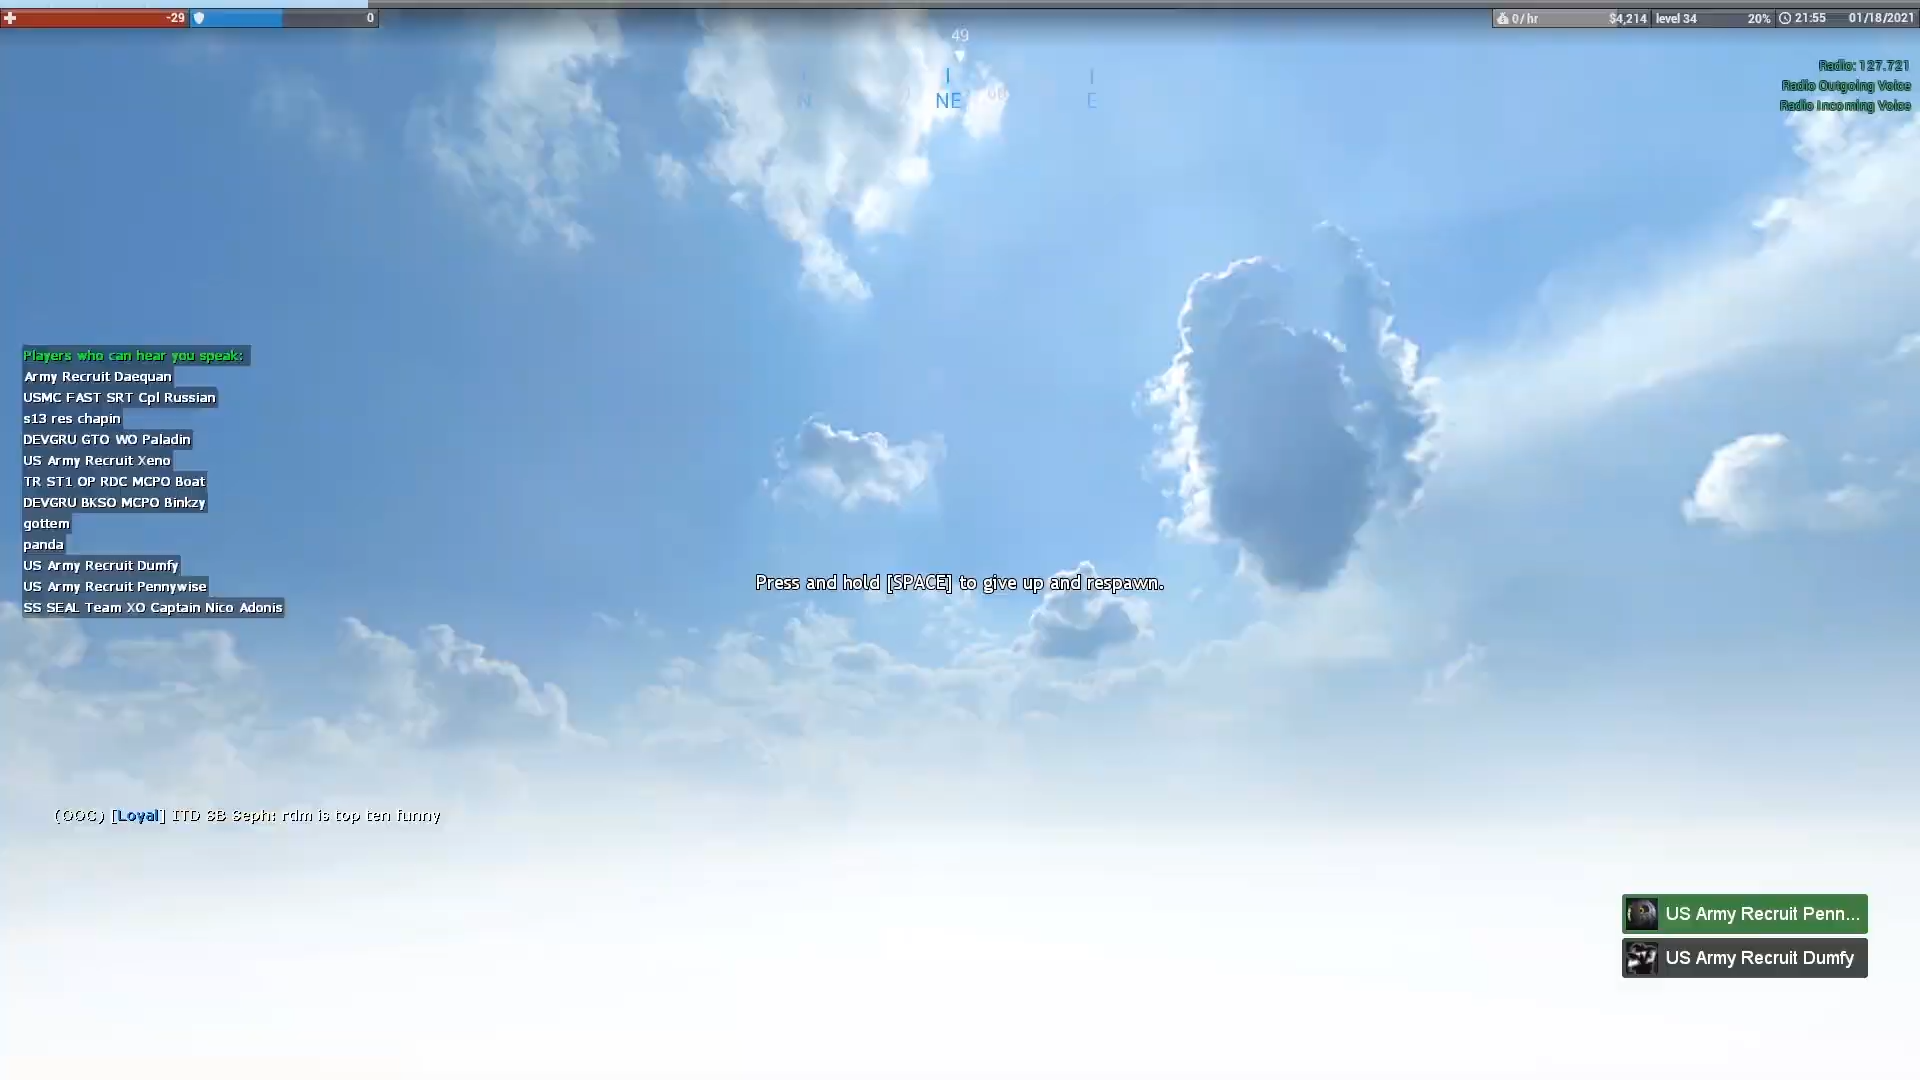 -29
0
0/hr
$4,214
level 34
20%
21:55
01/18/2021
49
N
NE
E
Radio: 127.721
Radio Outgoing Voice
Radio Incoming Voice
Players who can hear you speak:
Army Recruit Daequan
USMC FAST SRT Cpl Russian
s13 res chapin
DEVGRU GTO WO Paladin
US Army Recruit Xeno
TR ST1 OP RDC MCPO Boat
DEVGRU BKSO MCPO Binkzy
gottem
panda
US Army Recruit Dumfy
US Army Recruit Pennywise
SS SEAL Team XO Captain Nico Adonis
Press and hold [SPACE] to give up and respawn.
(OOC) [Loyal] ITD SB Seph: rdm is top ten funny
US Army Recruit Penn...
US Army Recruit Dumfy